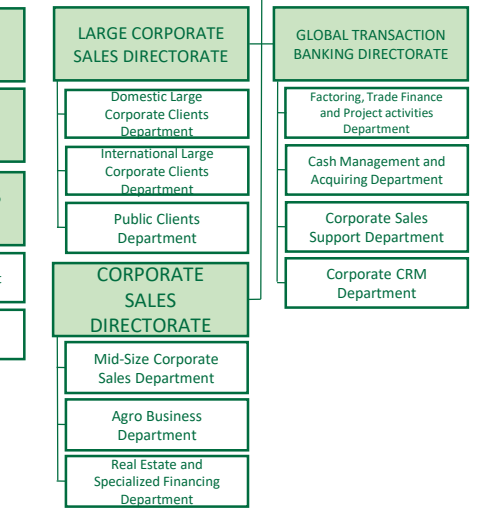 LARGE CORPORATE
SALES DIRECTORATE
Domestic Large
Corporate Clients
Department
International Large
Corporate Clients
Department
Public Clients
Department
CORPORATE
SALES
DIRECTORATE
Mid-Size Corporate
Sales Department
Agro Business
Department
Real Estate and
Specialized Financing
Department
GLOBAL TRANSACTION
BANKING DIRECTORATE
Factoring, Trade Finance
and Project activities
Department
Cash Management and
Acquiring Department
Corporate Sales
Support Department
Corporate CRM
Department